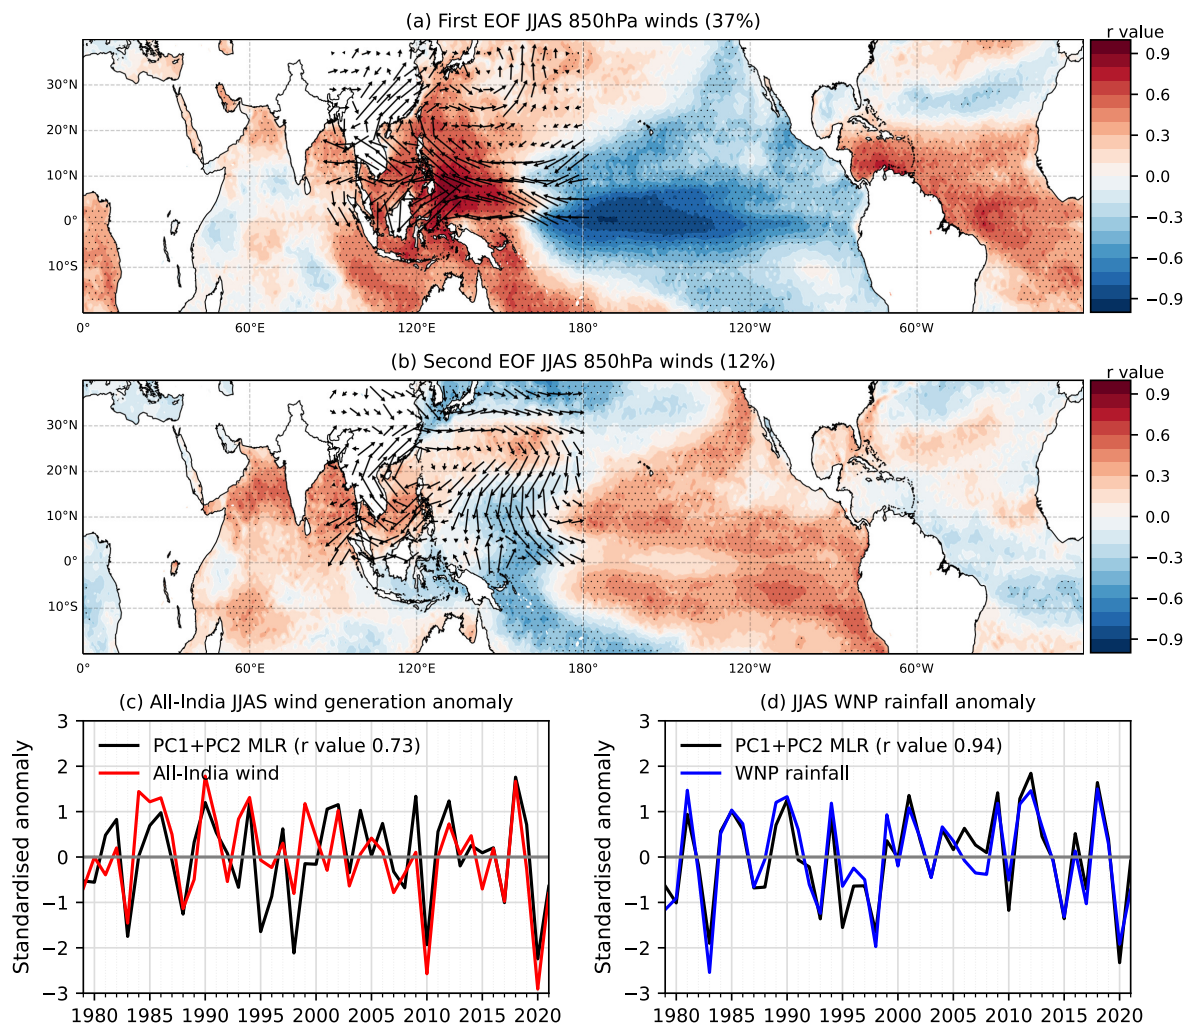 (a) First EOF JJAS 850hPa winds (37%)
r value
30°N
20°N
10°N
0°
10°S
0°
60°E
120°E
180°
120°W
60°W
0.9
0.6
0.3
0.0
−0.3
−0.6
−0.9
(b) Second EOF JJAS 850hPa winds (12%)
r value
30°N
20°N
10°N
0°
10°S
0°
60°E
120°E
180°
120°W
60°W
0.9
0.6
0.3
0.0
−0.3
−0.6
−0.9
(c) All-India JJAS wind generation anomaly
Standardised anomaly
3
2
1
0
−1
−2
−3
PC1+PC2 MLR (r value 0.73)
All-India wind
1980 1985 1990 1995 2000 2005 2010 2015 2020
(d) JJAS WNP rainfall anomaly
Standardised anomaly
3
2
1
0
−1
−2
−3
PC1+PC2 MLR (r value 0.94)
WNP rainfall
1980 1985 1990 1995 2000 2005 2010 2015 2020